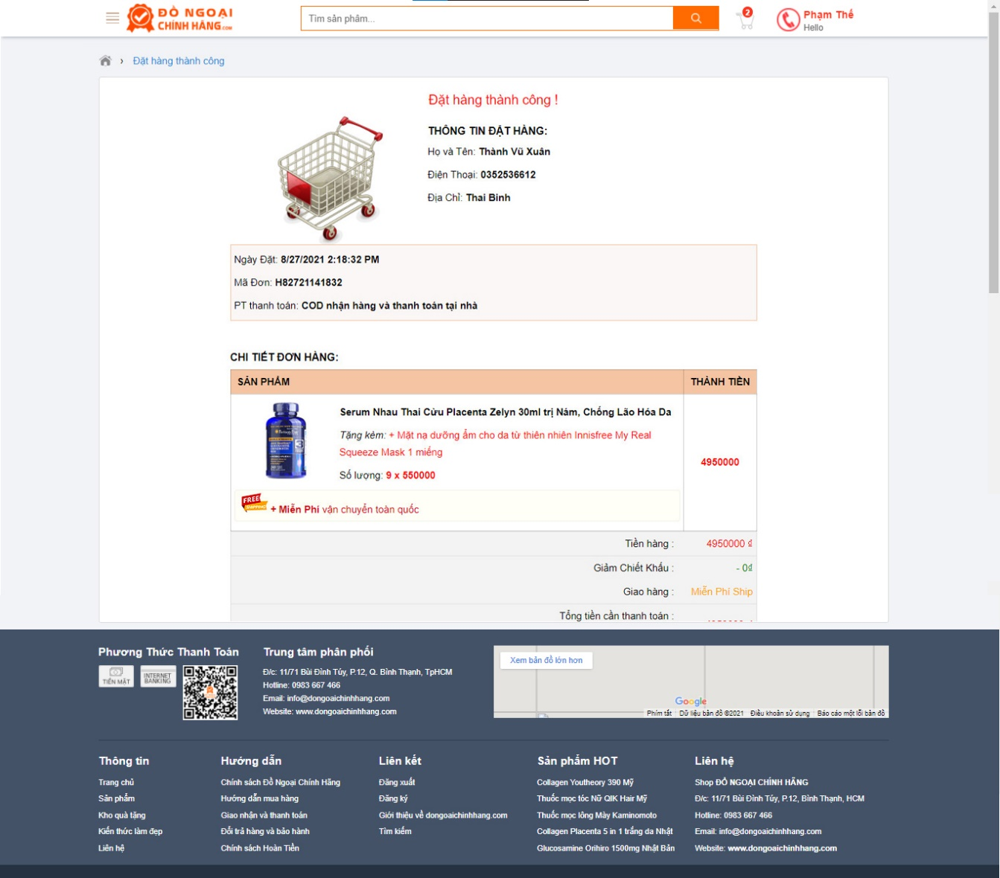 ĐỒ NGOẠI
CHÍNH HÃNG.COM
Tìm sản phẩm...
2
Phạm Thế
Hello
› Đặt hàng thành công
Đặt hàng thành công !
THÔNG TIN ĐẶT HÀNG:
Họ và Tên: Thành Vũ Xuân
Điện Thoại: 0352536612
Địa Chỉ: Thai Binh
Ngày Đặt: 8/27/2021 2:18:32 PM
Mã Đơn: H82721141832
PT thanh toán: COD nhận hàng và thanh toán tại nhà
CHI TIẾT ĐƠN HÀNG:
SẢN PHẨM
THÀNH TIỀN
Serum Nhau Thai Cừu Placenta Zelyn 30ml trị Nám, Chống Lão Hóa Da
Tặng kèm: + Mặt nạ dưỡng ẩm cho da từ thiên nhiên Innisfree My Real
Squeeze Mask 1 miếng
Số lượng: 9 x 550000
4950000
FREE
SHIPPING
+ Miễn Phí vận chuyển toàn quốc
Tiền hàng : 4950000 ₫
Giảm Chiết Khấu : - 0₫
Giao hàng : Miễn Phí Ship
Tổng tiền cần thanh toán :
Phương Thức Thanh Toán
TIỀN MẶT
INTERNET
BANKING
Trung tâm phân phối
Đ/c: 11/71 Bùi Đình Túy, P.12, Q. Bình Thạnh, TpHCM
Hotline: 0983 667 466
Email: info@dongoaichinhhang.com
Website: www.dongoaichinhhang.com
Xem bản đồ lớn hơn
Google
Phím tắt Dữ liệu bản đồ ©2021 Điều khoản sử dụng Báo cáo một lỗi bản đồ
Thông tin
Trang chủ
Sản phẩm
Kho quà tặng
Kiến thức làm đẹp
Liên hệ
Hướng dẫn
Chính sách Đồ Ngoại Chính Hãng
Hướng dẫn mua hàng
Giao nhận và thanh toán
Đổi trả hàng và bảo hành
Chính sách Hoàn Tiền
Liên kết
Đăng xuất
Đăng ký
Giới thiệu về dongoaichinhhang.com
Tìm kiếm
Sản phẩm HOT
Collagen Youtheory 390 Mỹ
Thuốc mọc tóc Nữ QIK Hair Mỹ
Thuốc mọc lông Mày Kaminomoto
Collagen Placenta 5 in 1 trắng da Nhật
Glucosamine Orihiro 1500mg Nhật Bản
Liên hệ
Shop ĐỒ NGOẠI CHÍNH HÃNG
Đ/c: 11/71 Bùi Đình Túy, P.12, Bình Thạnh, HCM
Hotline: 0983 667 466
Email: info@dongoaichinhhang.com
Website: www.dongoaichinhhang.com